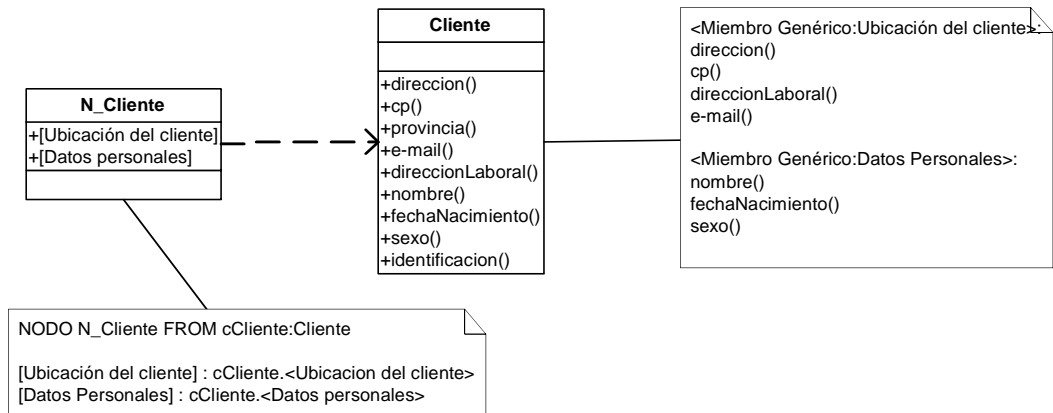 Cliente
+direccion()
+cp()
+provincia()
+e-mail()
+direccionLaboral()
+nombre()
+fechaNacimiento()
+sexo()
+identificacion()
<Miembro Genérico:Ubicación del cliente>:
direccion()
cp()
direccionLaboral()
e-mail()
<Miembro Genérico:Datos Personales>:
nombre()
fechaNacimiento()
sexo()
N_Cliente
+[Ubicación del cliente]
+[Datos personales]
NODO N_Cliente FROM cCliente:Cliente
[Ubicación del cliente] : cCliente.<Ubicacion del cliente>
[Datos Personales] : cCliente.<Datos personales>